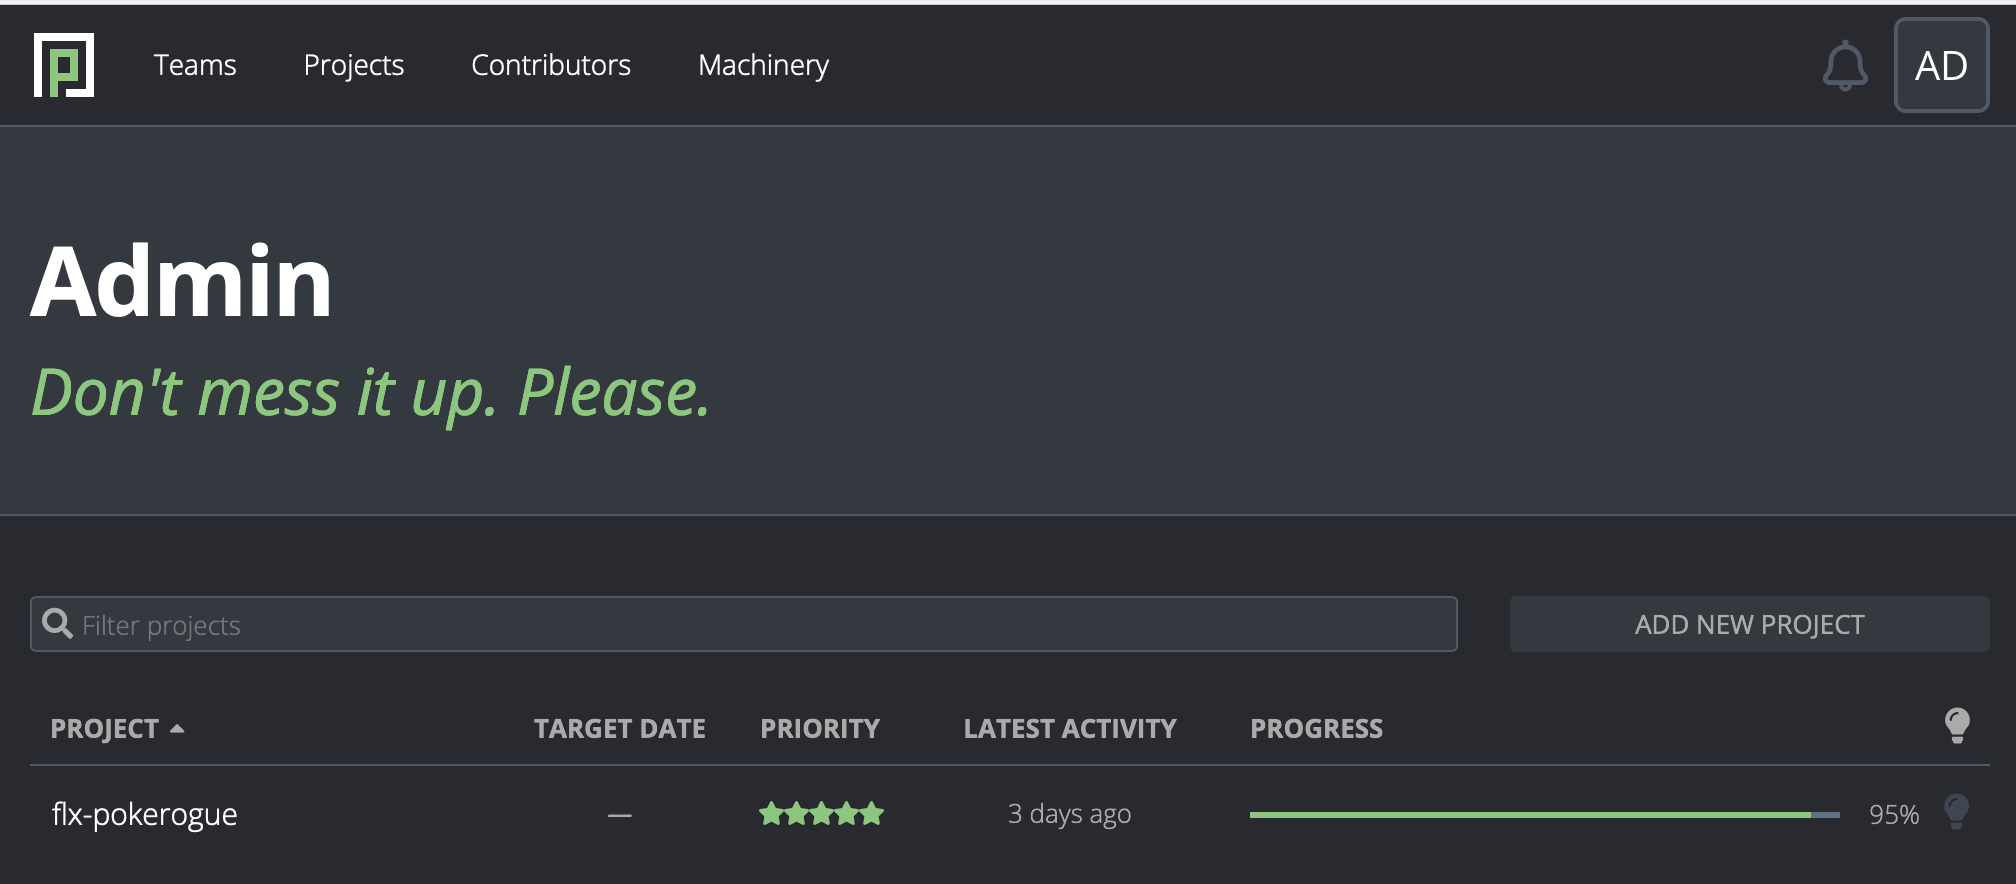 Teams Projects Contributors Machinery AD
Admin
Don't mess it up. Please.
Filter projects ADD NEW PROJECT
PROJECT TARGET DATE PRIORITY LATEST ACTIVITY PROGRESS
flx-pokerogue — 3 days ago 95%